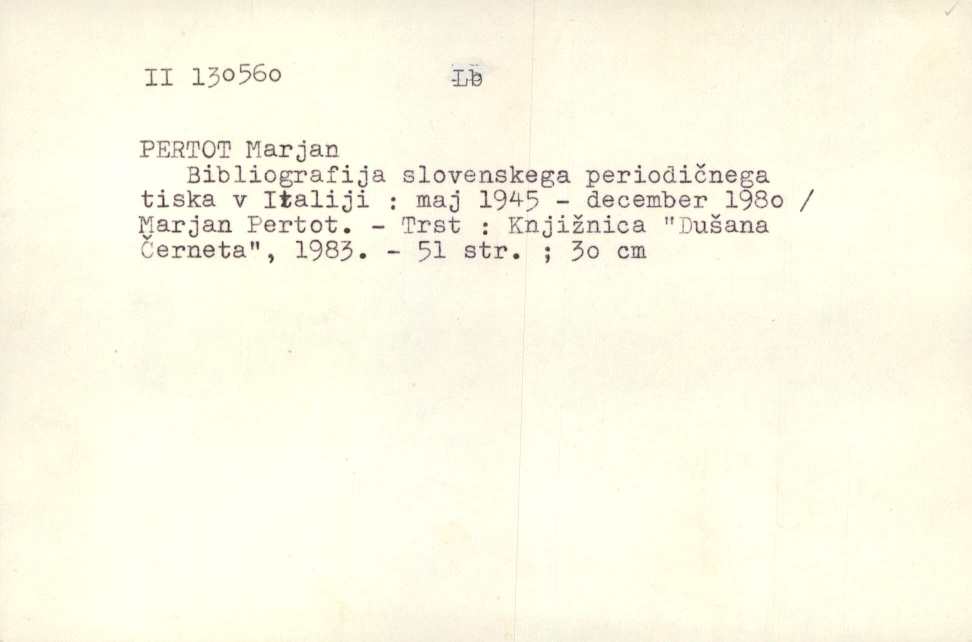 II 130560 Lb
PERTOT Marjan
Bibliografija slovenskega periodičnega
tiska v Italiji : maj 1945 - december 1980 /
Marjan Pertot. - Trst : Knjižnica "Dušana
Černeta", 1983. - 51 str. ; 30 cm